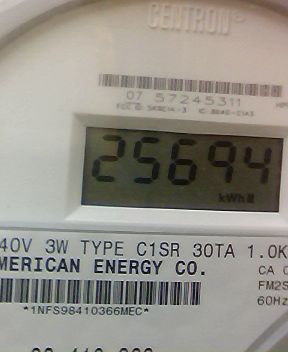 CENTRON®
07 57245311
25694
kWh
40V 3W TYPE C1SR 30TA 1.0K
MERICAN ENERGY CO.
CA 0
FM2S
60Hz
*1NFS98410366MEC*